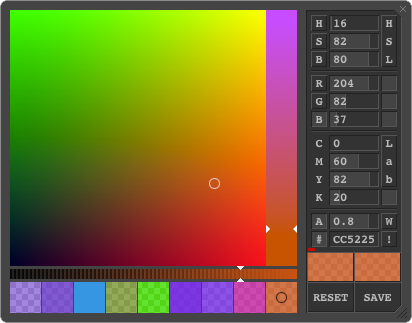 H 16 H
S 82 S
B 80 L
R 204
G 82
B 37
C 0 L
M 60 a
Y 82 b
K 20
A 0.8 W
# CC5225 !
RESET SAVE